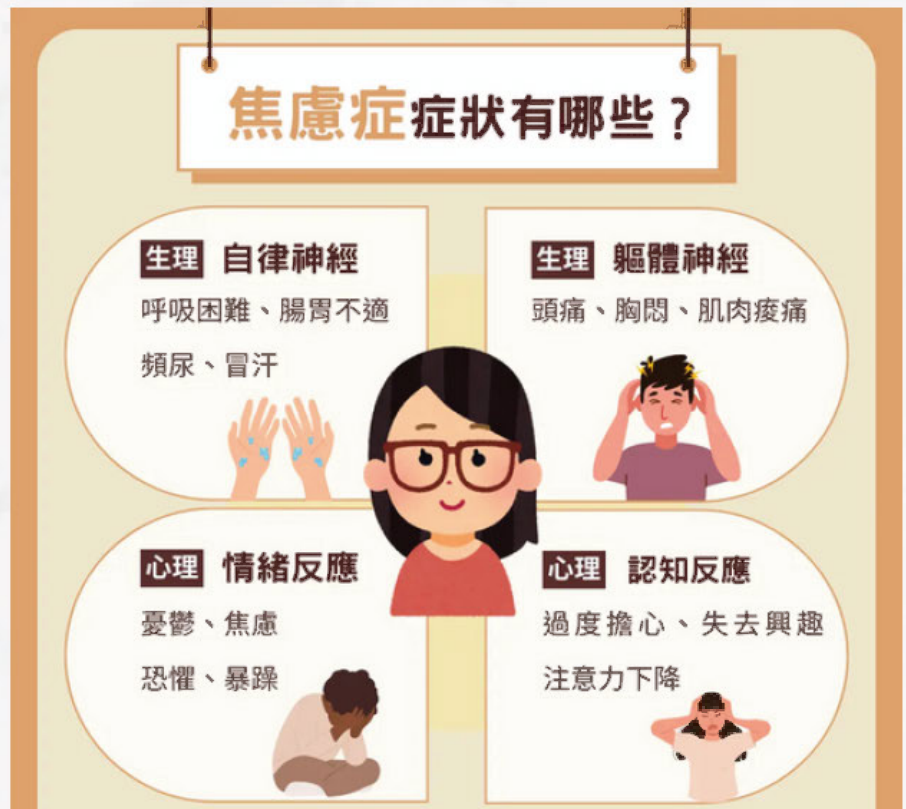 焦慮症症狀有哪些？
生理 自律神經
呼吸困難、腸胃不適
頻尿、冒汗
生理 軀體神經
頭痛、胸悶、肌肉痠痛
心理 情緒反應
憂鬱、焦慮
恐懼、暴躁
心理 認知反應
過度擔心、失去興趣
注意力下降